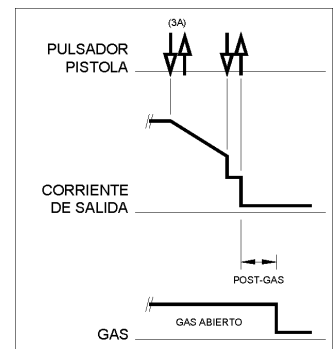 (3A)
PULSADOR
PISTOLA
CORRIENTE
DE SALIDA
POST-GAS
GAS ABIERTO
GAS